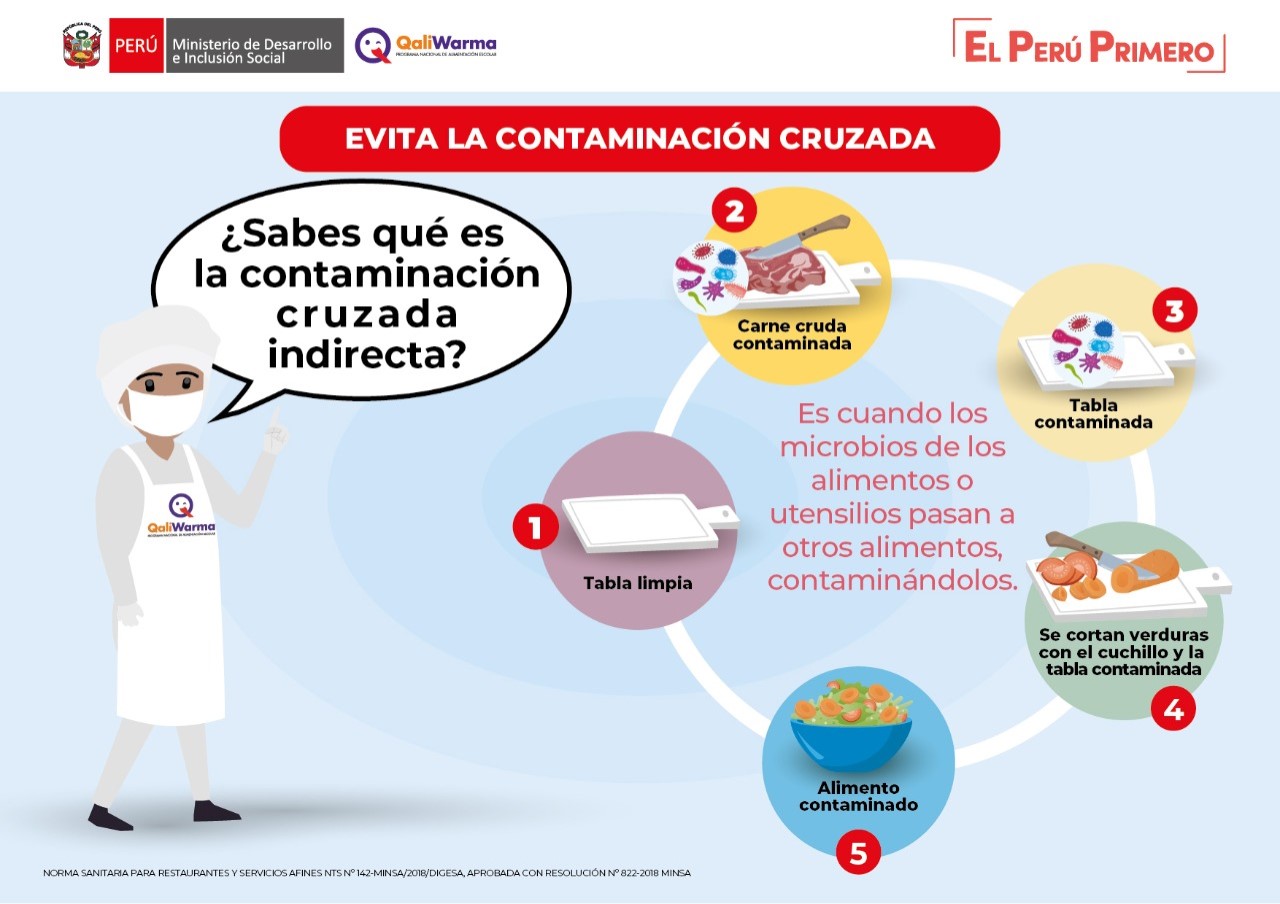 REPÚBLICA DEL PERÚ
PERÚ
Ministerio de Desarrollo
e Inclusión Social
QaliWarma
PROGRAMA NACIONAL DE ALIMENTACIÓN ESCOLAR
EL PERÚ PRIMERO
EVITA LA CONTAMINACIÓN CRUZADA
¿Sabes qué es
la contaminación
cruzada
indirecta?
QaliWarma
PROGRAMA NACIONAL DE ALIMENTACIÓN ESCOLAR
1
Tabla limpia
2
Carne cruda
contaminada
3
Tabla
contaminada
4
Se cortan verduras
con el cuchillo y la
tabla contaminada
5
Alimento
contaminado
Es cuando los
microbios de los
alimentos o
utensilios pasan a
otros alimentos,
contaminándolos.
NORMA SANITARIA PARA RESTAURANTES Y SERVICIOS AFINES NTS Nº 142-MINSA/2018/DIGESA, APROBADA CON RESOLUCIÓN Nº 822-2018 MINSA